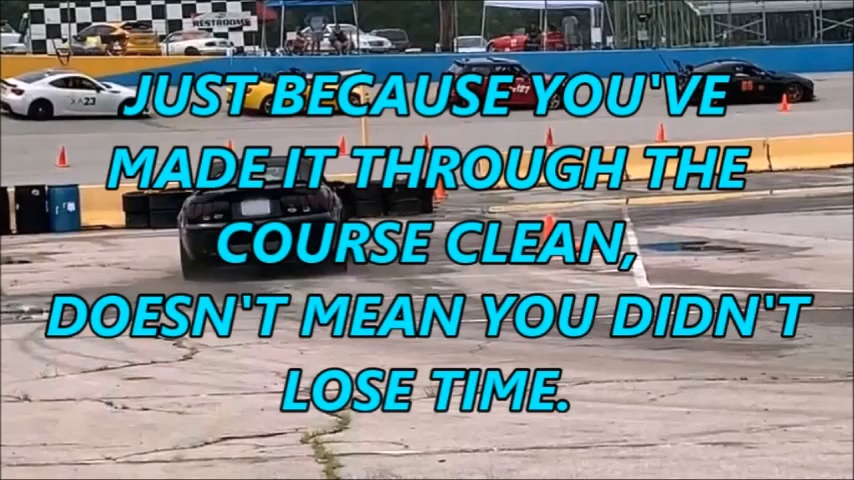 RESTROOMS
XA 23
JUST BECAUSE YOU'VE
MADE IT THROUGH THE
COURSE CLEAN,
DOESN'T MEAN YOU DIDN'T
LOSE TIME.